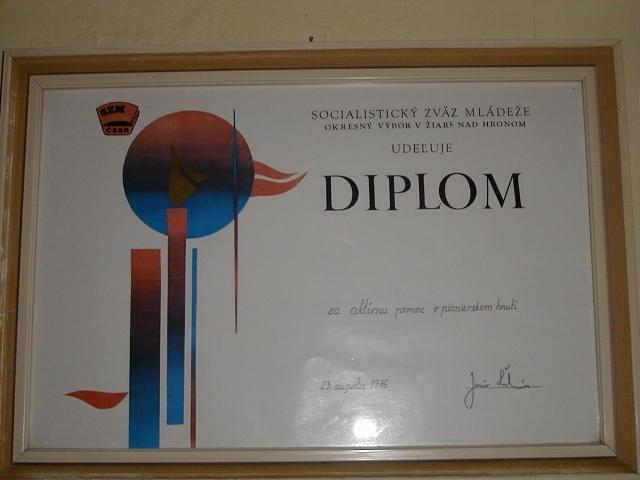 SZM
ČSSR
SOCIALISTICKÝ ZVÄZ MLÁDEŽE
OKRESNÝ VÝBOR V ŽIARI NAD HRONOM
UDEĽUJE
DIPLOM
za aktívnu pomoc v pionierskom hnutí
23. augusta 1976